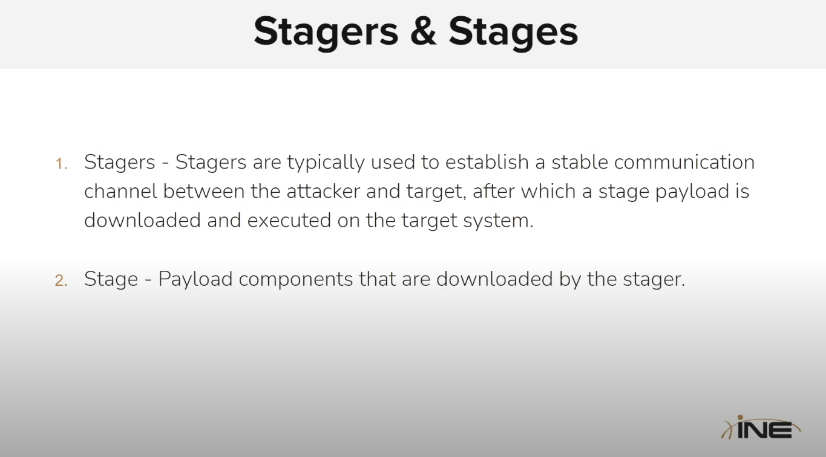 Stagers & Stages
1. Stagers - Stagers are typically used to establish a stable communication
channel between the attacker and target, after which a stage payload is
downloaded and executed on the target system.
2. Stage - Payload components that are downloaded by the stager.
iNE